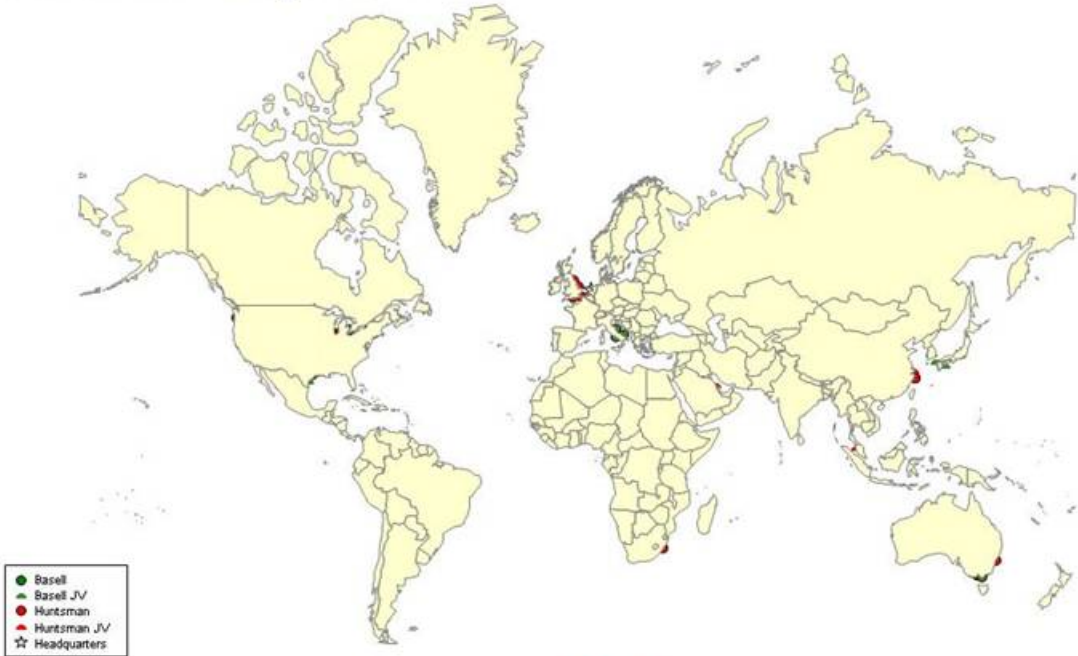 Basell
Basell JV
Huntsman
Huntsman JV
Headquarters